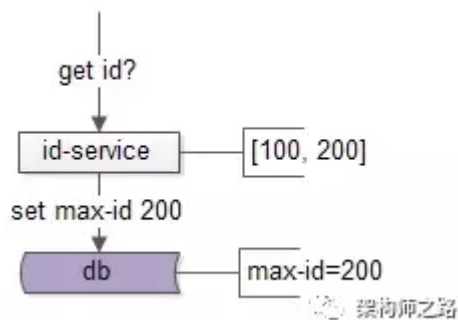 get id?
id-service
[100, 200]
set max-id 200
db
max-id=200
架构师之路